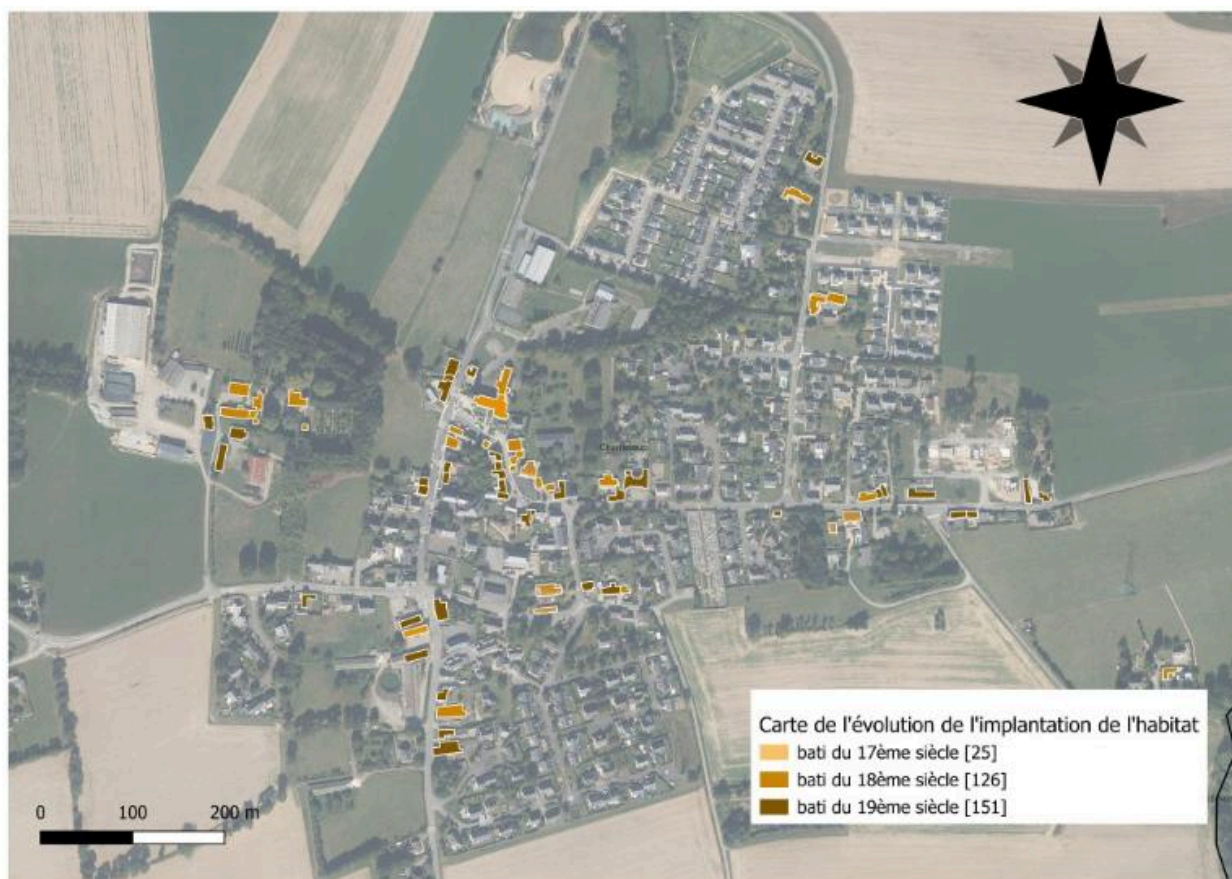 Carte de l'évolution de l'implantation de l'habitat
bati du 17ème siècle [25]
bati du 18ème siècle [126]
bati du 19ème siècle [151]
0 100 200 m